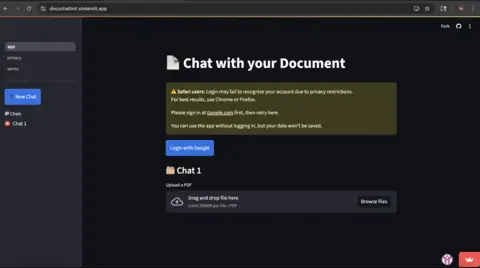 docuchatbot.streamlit.app
Fork
app
privacy
terms
New Chat
Chats
Chat 1
Chat with your Document
Safari users: Login may fail to recognize your account due to privacy restrictions.
For best results, use Chrome or Firefox.
Please sign in at Google.com first, then retry here.
You can use the app without logging in, but your data won't be saved.
Login with Google
Chat 1
Upload a PDF
Drag and drop file here
Limit 200MB per file • PDF
Browse files